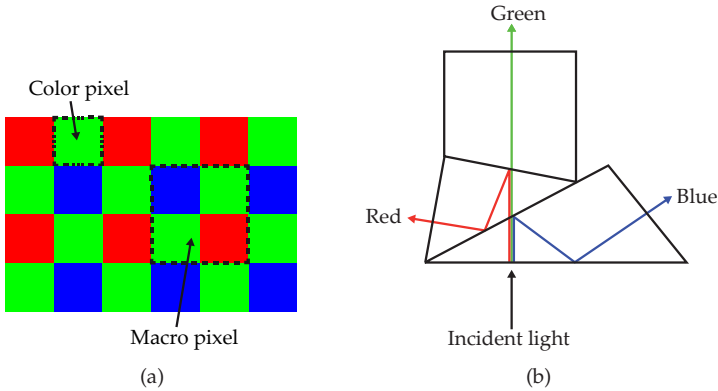 Color pixel
Macro pixel
(a)
Green
Red
Blue
Incident light
(b)